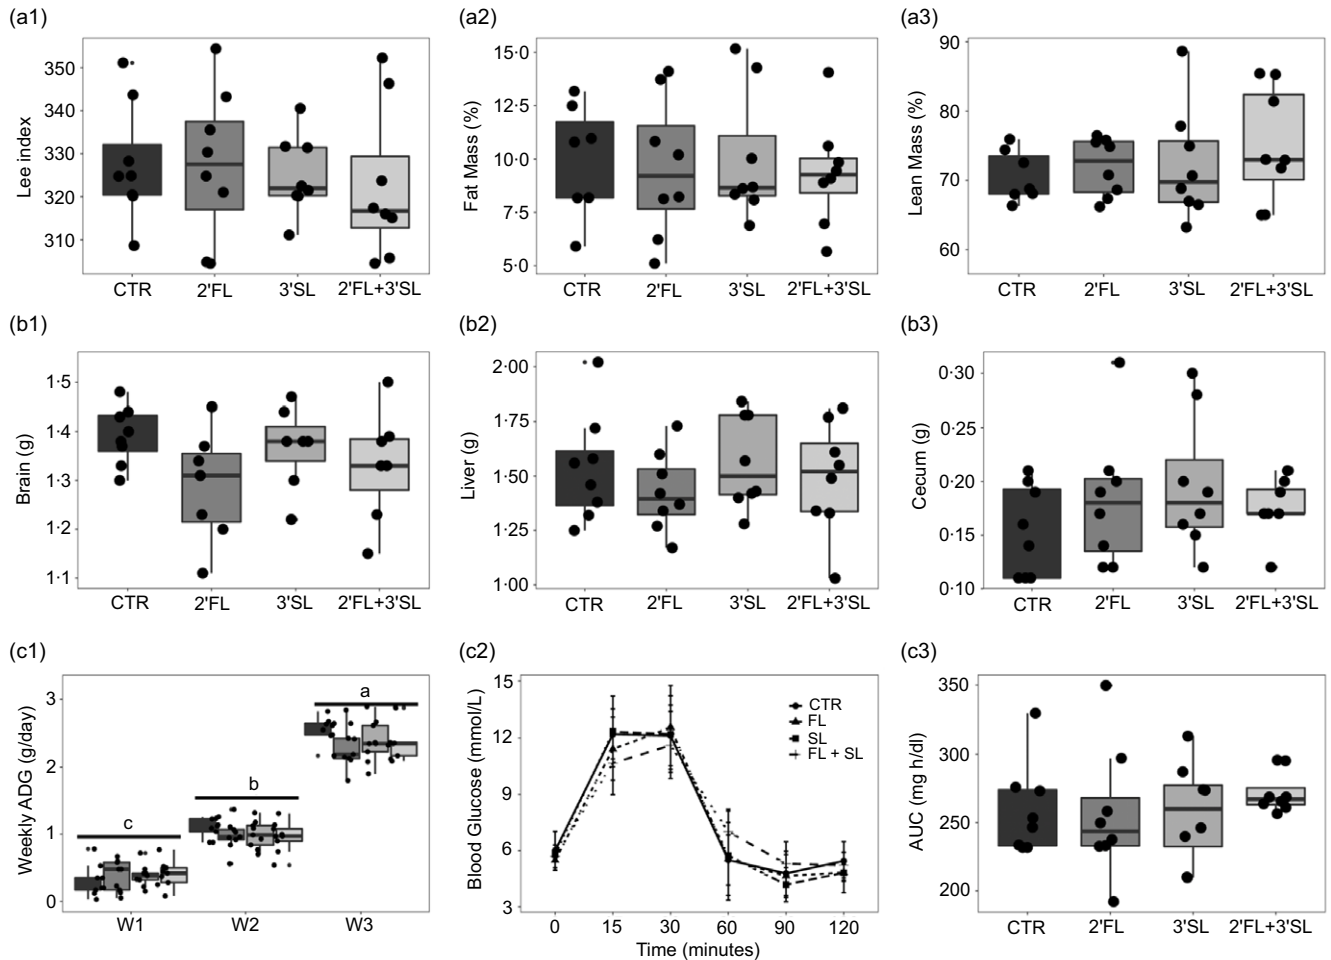 (a1)
Lee index
350
340
330
320
310
CTR 2'FL 3'SL 2'FL+3'SL
(a2)
Fat Mass (%)
15·0
12·5
10·0
7·5
5·0
CTR 2'FL 3'SL 2'FL+3'SL
(a3)
Lean Mass (%)
90
80
70
60
CTR 2'FL 3'SL 2'FL+3'SL
(b1)
Brain (g)
1·5
1·4
1·3
1·2
1·1
CTR 2'FL 3'SL 2'FL+3'SL
(b2)
Liver (g)
2·00
1·75
1·50
1·25
1·00
CTR 2'FL 3'SL 2'FL+3'SL
(b3)
Cecum (g)
0·30
0·25
0·20
0·15
0·10
CTR 2'FL 3'SL 2'FL+3'SL
(c1)
Weekly ADG (g/day)
3
2
1
0
c
b
a
W1 W2 W3
(c2)
Blood Glucose (mmol/L)
15
12
9
6
3
CTR
FL
SL
FL + SL
0 15 30 60 90 120
Time (minutes)
(c3)
AUC (mg h/dl)
350
300
250
200
CTR 2'FL 3'SL 2'FL+3'SL